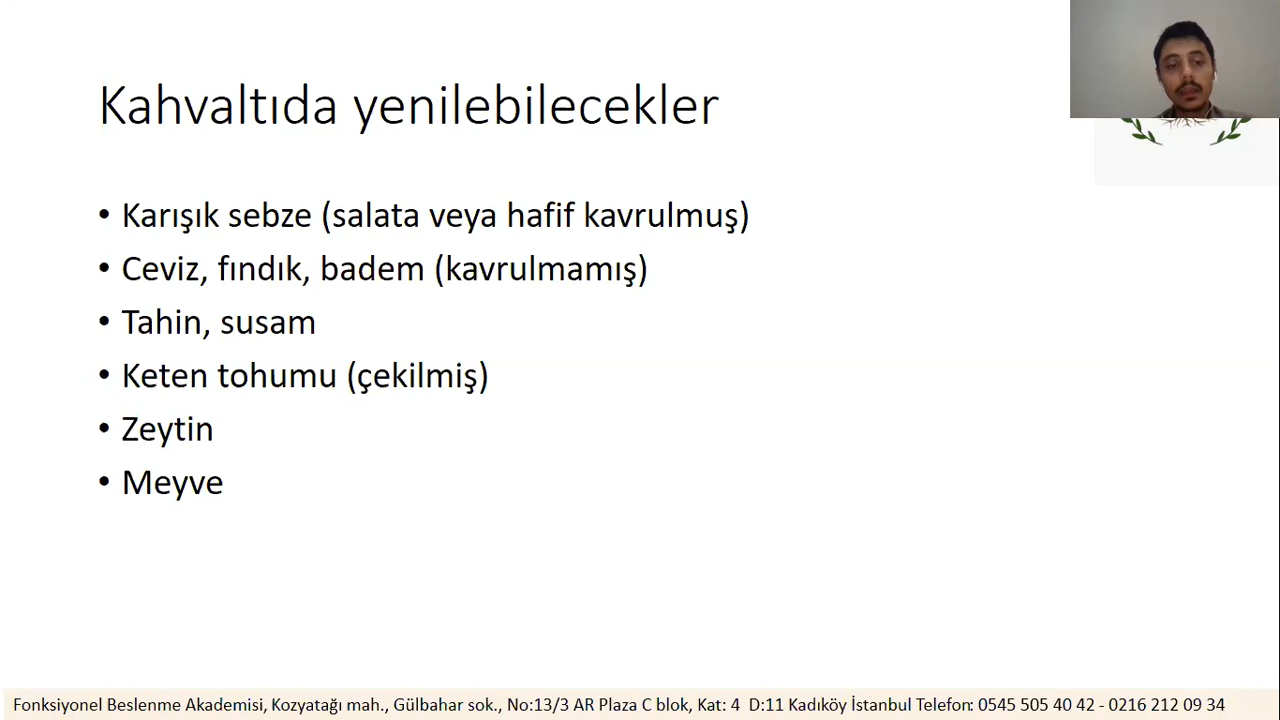 Kahvaltıda yenilebilecekler
• Karışık sebze (salata veya hafif kavrulmuş)
• Ceviz, fındık, badem (kavrulmamış)
• Tahin, susam
• Keten tohumu (çekilmiş)
• Zeytin
• Meyve
Fonksiyonel Beslenme Akademisi, Kozyatağı mah., Gülbahar sok., No:13/3 AR Plaza C blok, Kat: 4 D:11 Kadıköy İstanbul Telefon: 0545 505 40 42 - 0216 212 09 34